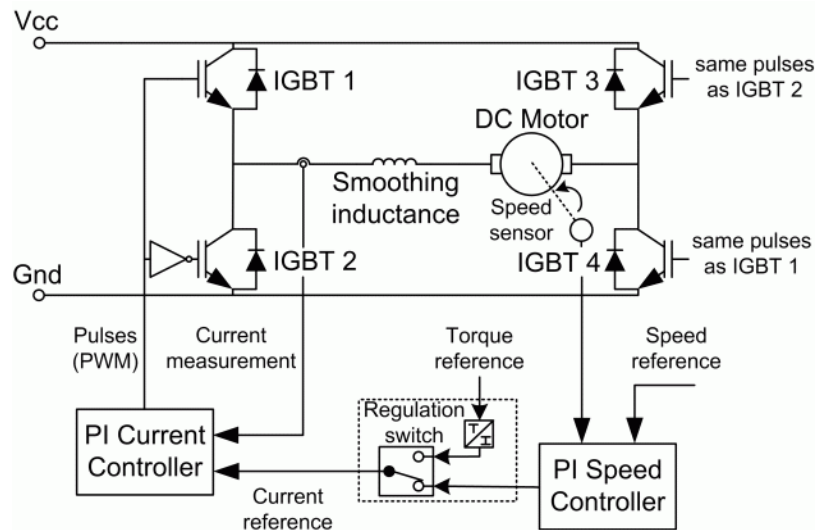 Vcc
IGBT 1
IGBT 3
same pulses
as IGBT 2
DC Motor
Smoothing
inductance
Speed
sensor
IGBT 2
IGBT 4
same pulses
as IGBT 1
Gnd
Pulses
(PWM)
Current
measurement
Torque
reference
Speed
reference
Regulation
switch
T
I
PI Current
Controller
Current
reference
PI Speed
Controller